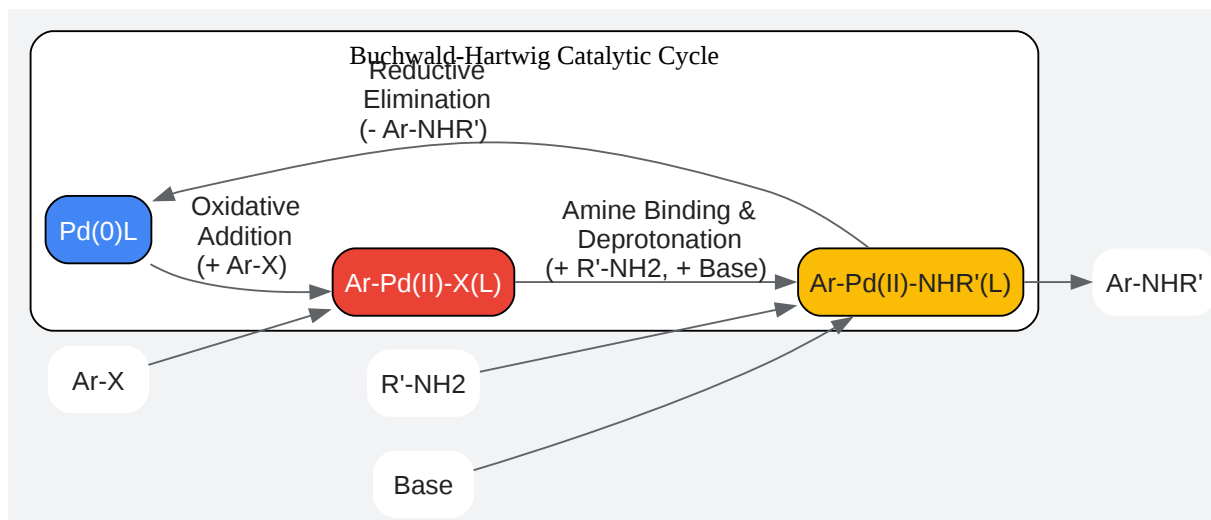 Buchwald-Hartwig Catalytic Cycle
Reductive
Elimination
(- Ar-NHR')
Pd(0)L
Oxidative
Addition
(+ Ar-X)
Ar-Pd(II)-X(L)
Amine Binding &
Deprotonation
(+ R'-NH2, + Base)
Ar-Pd(II)-NHR'(L)
Ar-NHR'
Ar-X
R'-NH2
Base